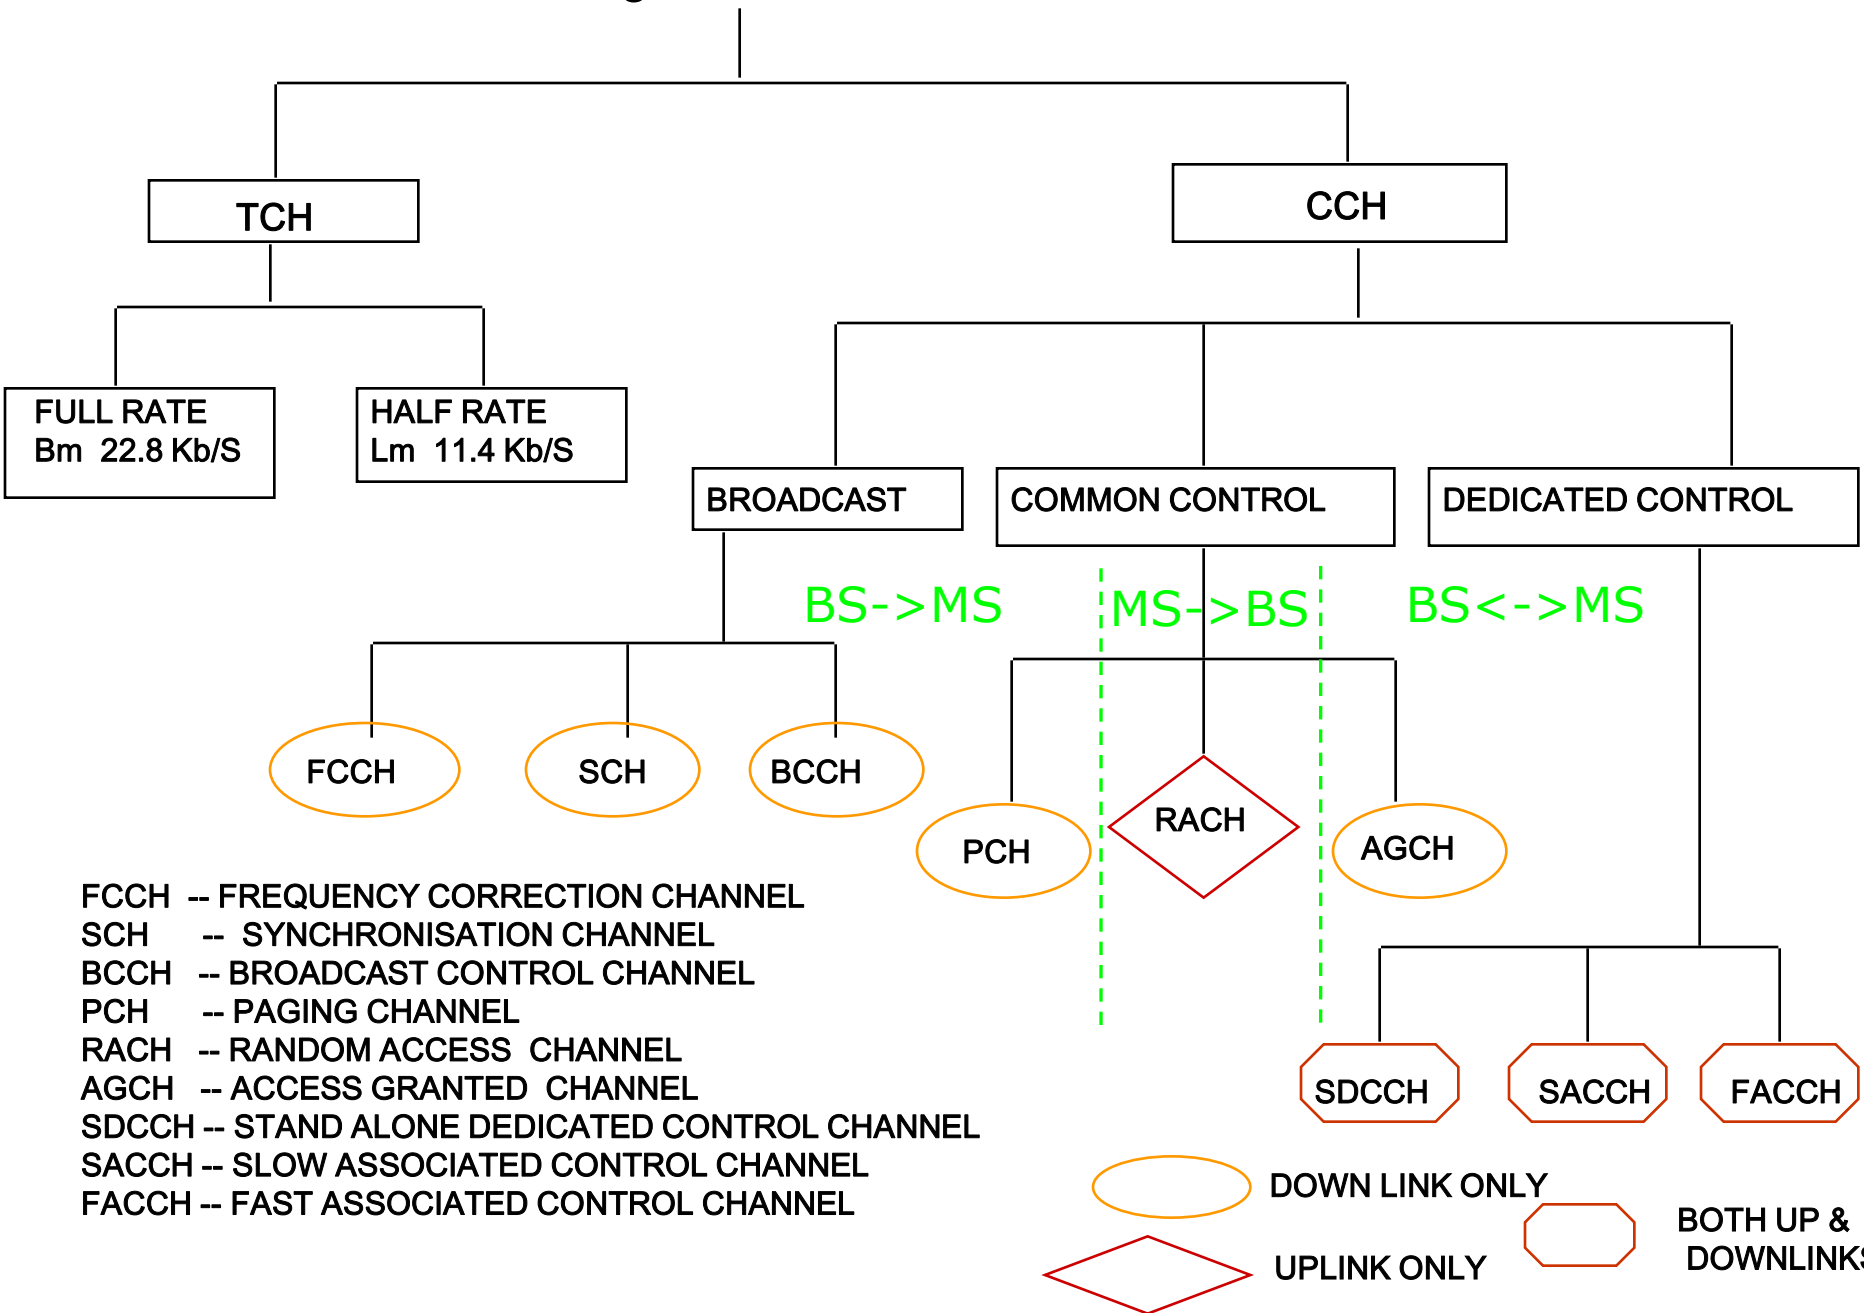 TCH
CCH
FULL RATE
Bm 22.8 Kb/S
HALF RATE
Lm 11.4 Kb/S
BROADCAST
COMMON CONTROL
DEDICATED CONTROL
BS->MS
MS->BS
BS<->MS
FCCH
SCH
BCCH
PCH
RACH
AGCH
FCCH -- FREQUENCY CORRECTION CHANNEL
SCH -- SYNCHRONISATION CHANNEL
BCCH -- BROADCAST CONTROL CHANNEL
PCH -- PAGING CHANNEL
RACH -- RANDOM ACCESS CHANNEL
AGCH -- ACCESS GRANTED CHANNEL
SDCCH -- STAND ALONE DEDICATED CONTROL CHANNEL
SACCH -- SLOW ASSOCIATED CONTROL CHANNEL
FACCH -- FAST ASSOCIATED CONTROL CHANNEL
SDCCH
SACCH
FACCH
DOWN LINK ONLY
UPLINK ONLY
BOTH UP &
DOWNLINKS